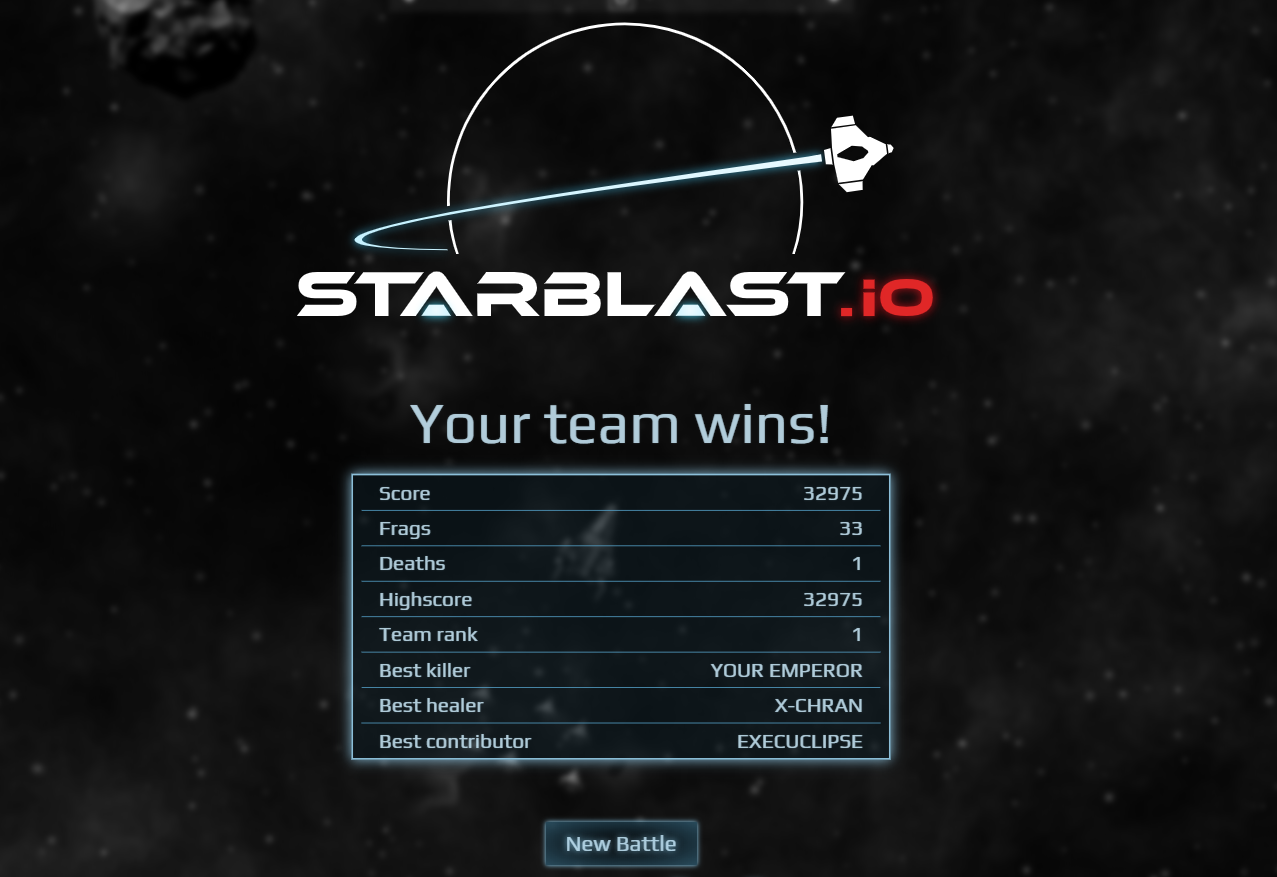 STARBLAST.iO
Your team wins!
Score 32975
Frags 33
Deaths 1
Highscore 32975
Team rank 1
Best killer YOUR EMPEROR
Best healer X-CHRAN
Best contributor EXECUCLIPSE
New Battle